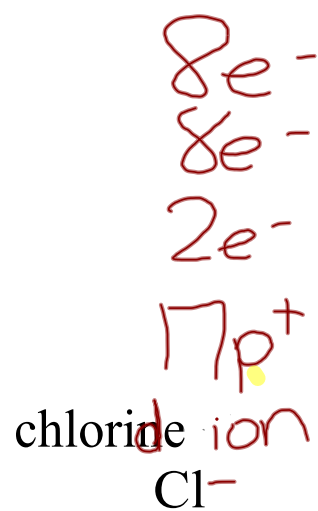 8e⁻
8e⁻
2e⁻
17p⁺
chloride ion
Cl⁻